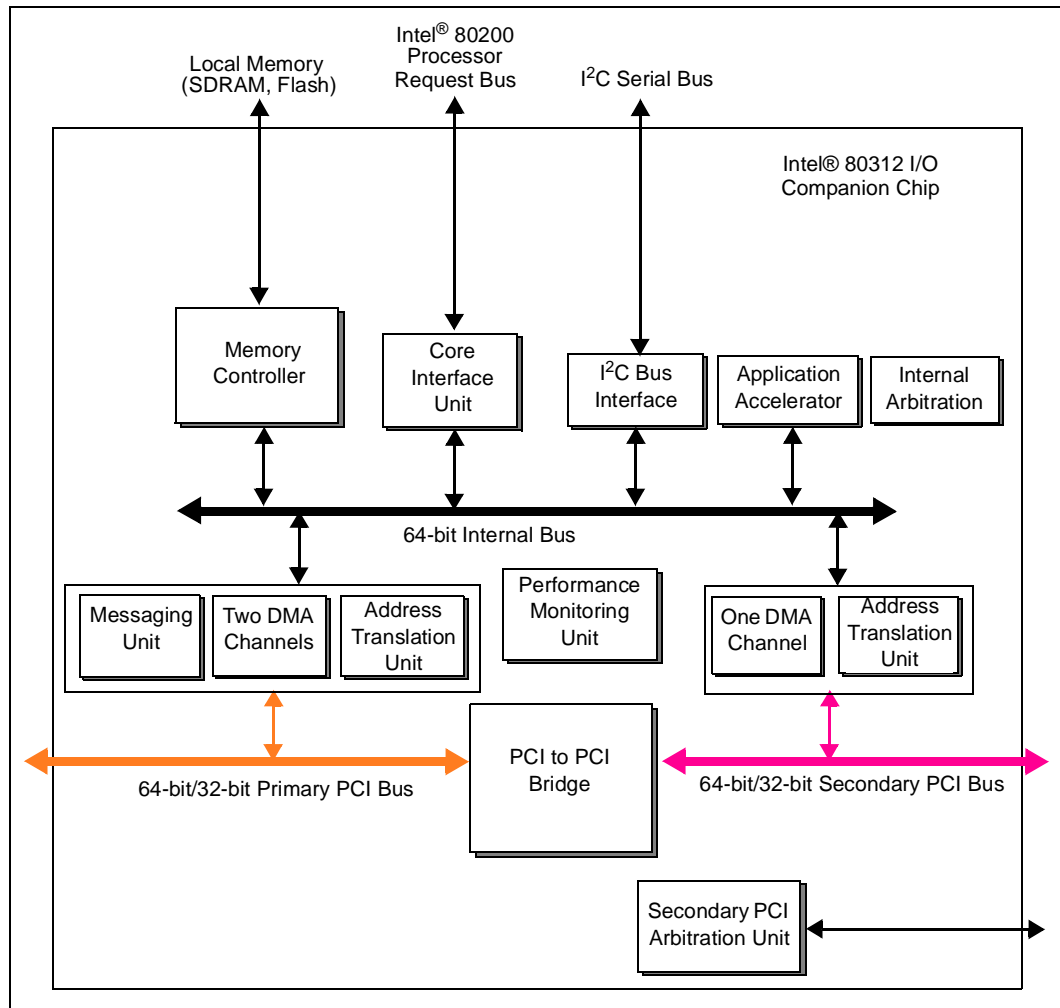 Intel® 80200
Processor
Request Bus
Local Memory
(SDRAM, Flash)
I²C Serial Bus
Intel® 80312 I/O
Companion Chip
Memory
Controller
Core
Interface
Unit
I²C Bus
Interface
Application
Accelerator
Internal
Arbitration
64-bit Internal Bus
Messaging
Unit
Two DMA
Channels
Address
Translation
Unit
Performance
Monitoring
Unit
One DMA
Channel
Address
Translation
Unit
PCI to PCI
Bridge
64-bit/32-bit Primary PCI Bus
64-bit/32-bit Secondary PCI Bus
Secondary PCI
Arbitration Unit